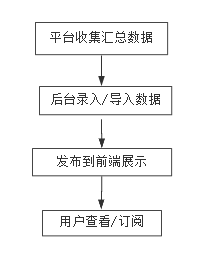 平台收集汇总数据
后台录入/导入数据
发布到前端展示
用户查看/订阅